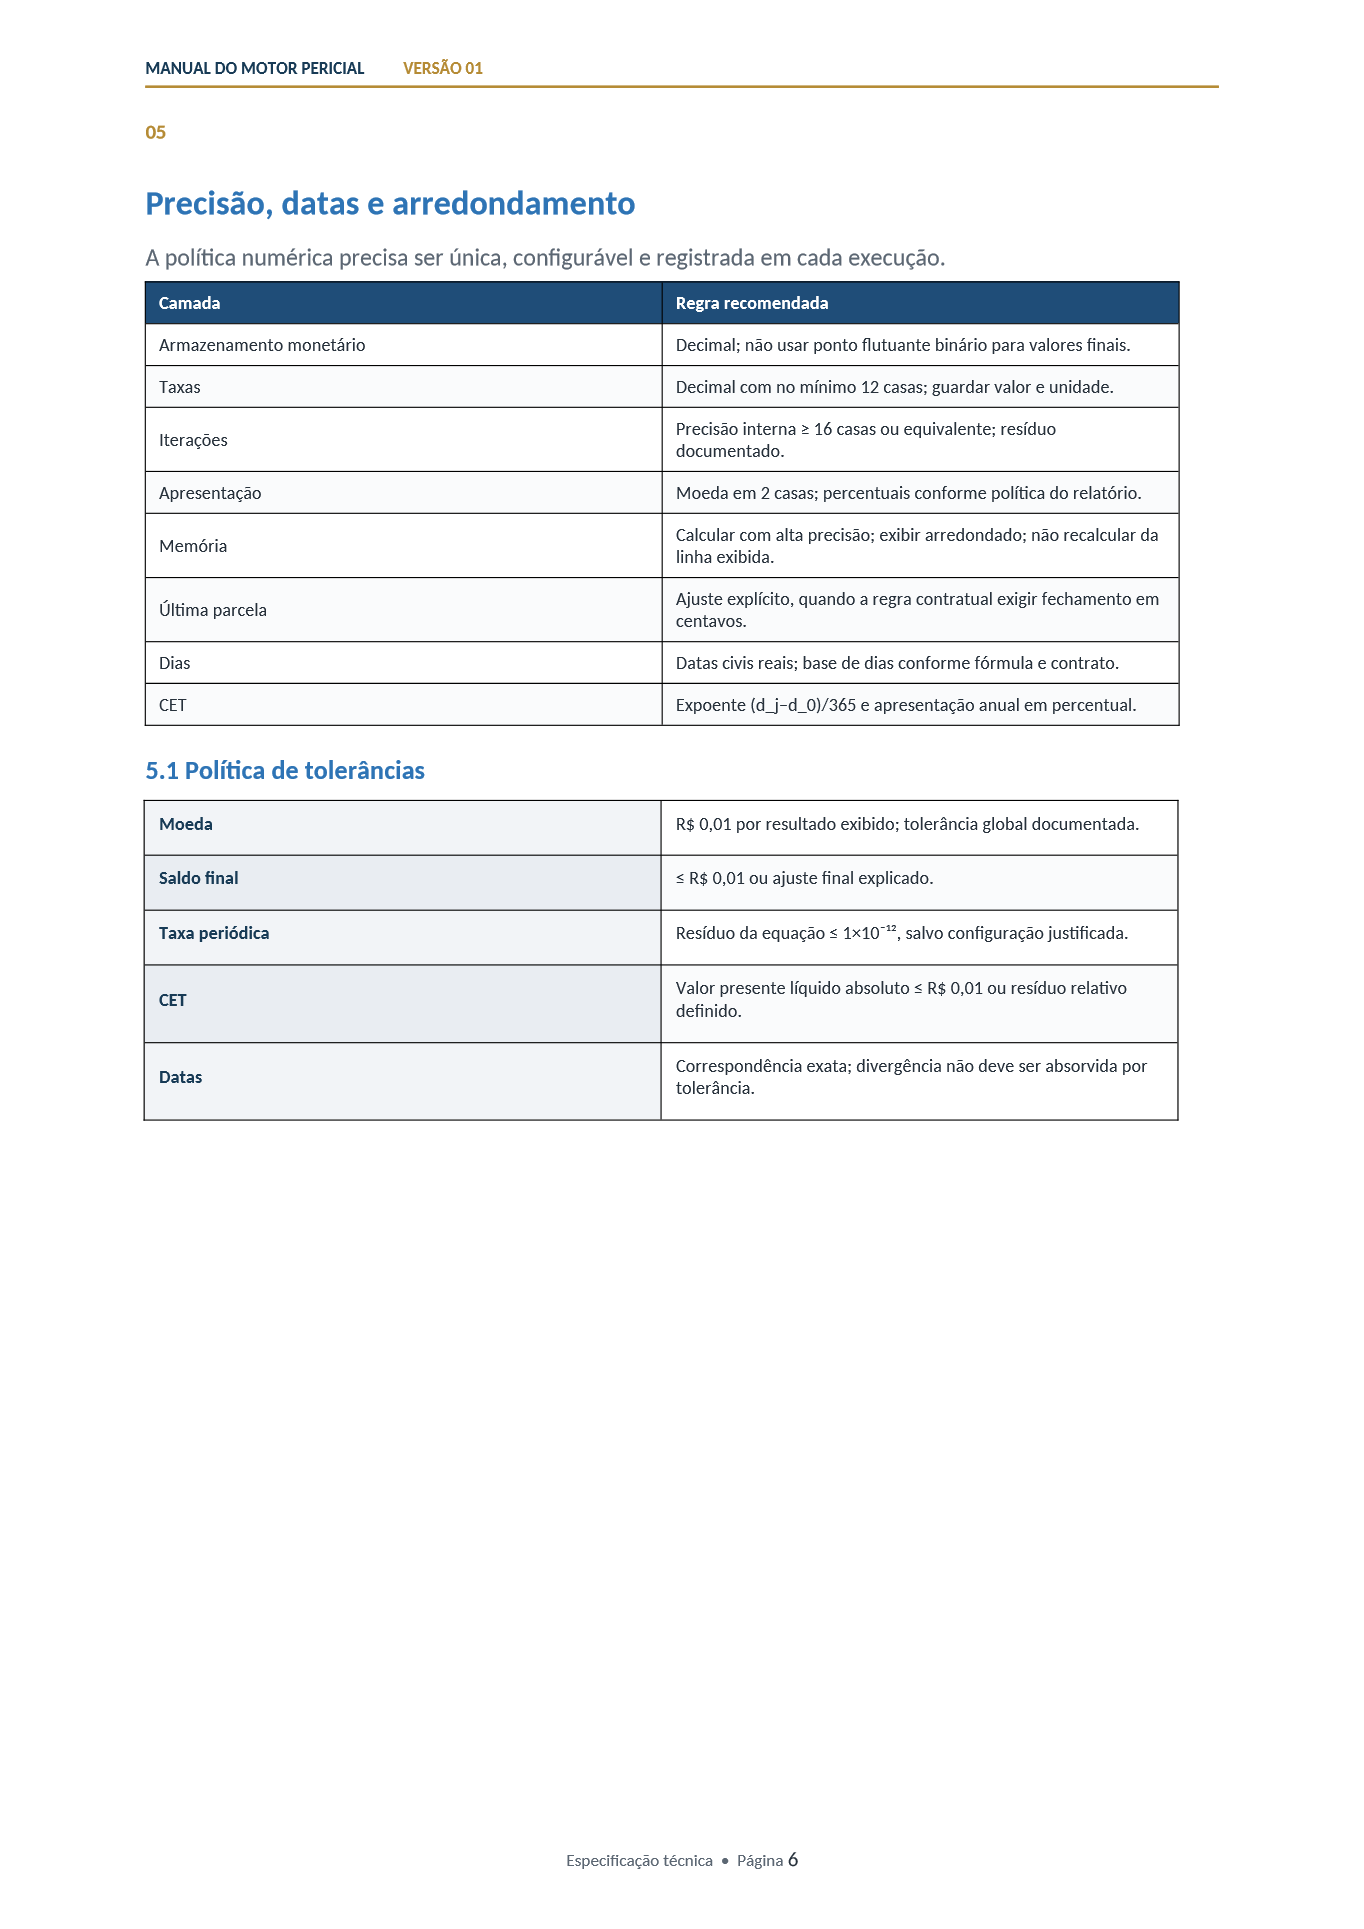 MANUAL DO MOTOR PERICIAL VERSÃO 01
05
Precisão, datas e arredondamento
A política numérica precisa ser única, configurável e registrada em cada execução.
Camada Regra recomendada
Armazenamento monetário Decimal; não usar ponto flutuante binário para valores finais.
Taxas Decimal com no mínimo 12 casas; guardar valor e unidade.
Iterações Precisão interna ≥ 16 casas ou equivalente; resíduo
documentado.
Apresentação Moeda em 2 casas; percentuais conforme política do relatório.
Memória Calcular com alta precisão; exibir arredondado; não recalcular da
linha exibida.
Última parcela Ajuste explícito, quando a regra contratual exigir fechamento em
centavos.
Dias Datas civis reais; base de dias conforme fórmula e contrato.
CET Expoente (d_j−d_0)/365 e apresentação anual em percentual.
5.1 Política de tolerâncias
Moeda R$ 0,01 por resultado exibido; tolerância global documentada.
Saldo final ≤ R$ 0,01 ou ajuste final explicado.
Taxa periódica Resíduo da equação ≤ 1×10⁻¹², salvo configuração justificada.
CET Valor presente líquido absoluto ≤ R$ 0,01 ou resíduo relativo
definido.
Datas Correspondência exata; divergência não deve ser absorvida por
tolerância.
Especificação técnica • Página 6